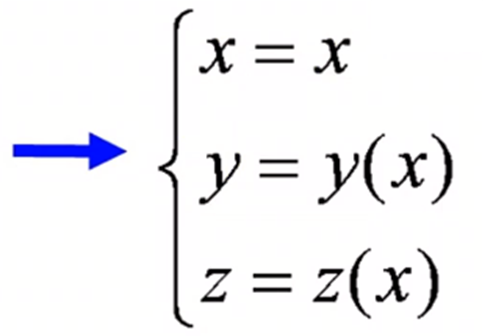 x = x
y = y(x)
z = z(x)